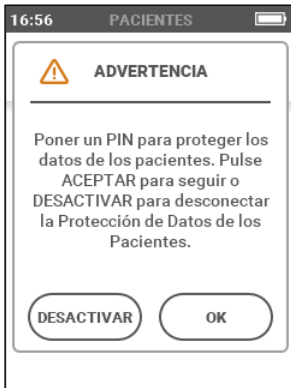 16:56 PACIENTES
ADVERTENCIA
Poner un PIN para proteger los
datos de los pacientes. Pulse
ACEPTAR para seguir o
DESACTIVAR para desconectar
la Protección de Datos de los
Pacientes.
DESACTIVAR OK